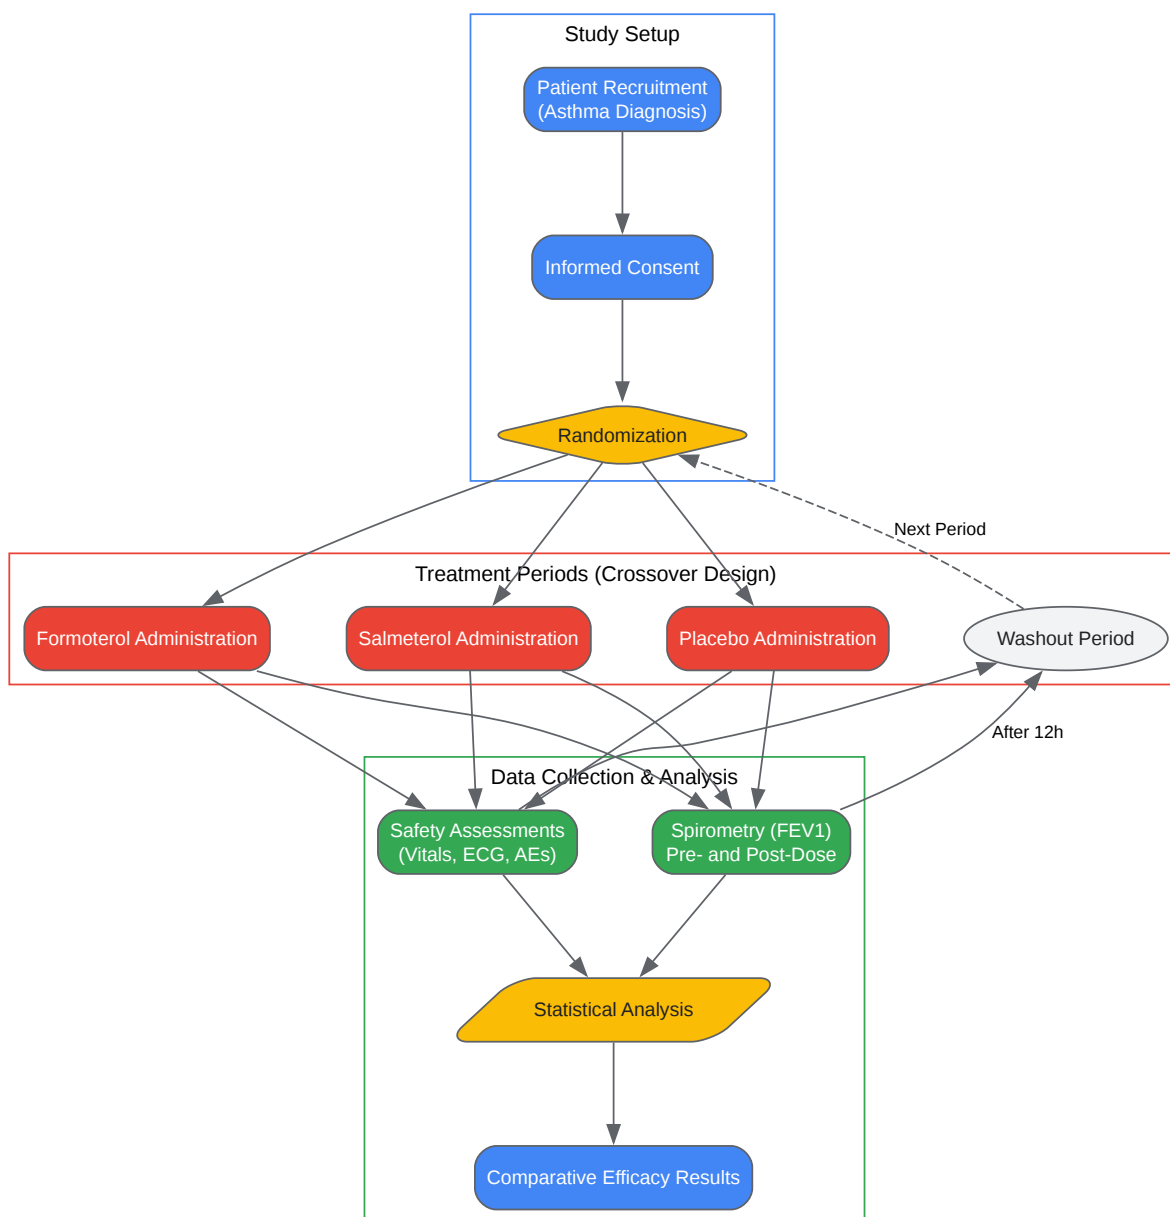 Study Setup
Patient Recruitment
(Asthma Diagnosis)
Informed Consent
Randomization
Next Period
Treatment Periods (Crossover Design)
Formoterol Administration
Salmeterol Administration
Placebo Administration
Washout Period
After 12h
Data Collection & Analysis
Safety Assessments
(Vitals, ECG, AEs)
Spirometry (FEV1)
Pre- and Post-Dose
Statistical Analysis
Comparative Efficacy Results